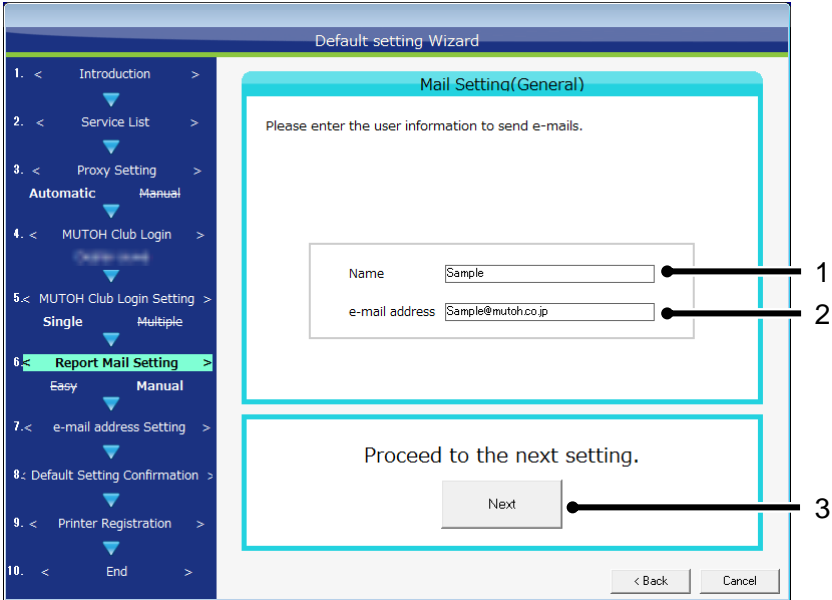 Default setting Wizard
1. < Introduction >
2. < Service List >
3. < Proxy Setting >
Automatic Manual
4. < MUTOH Club Login >
5.< MUTOH Club Login Setting >
Single Multiple
6.< Report Mail Setting >
Easy Manual
7.< e-mail address Setting >
8.< Default Setting Confirmation >
9. < Printer Registration >
10. < End >
Mail Setting(General)
Please enter the user information to send e-mails.
Name Sample 1
e-mail address Sample@mutoh.co.jp 2
Proceed to the next setting.
Next 3
< Back Cancel